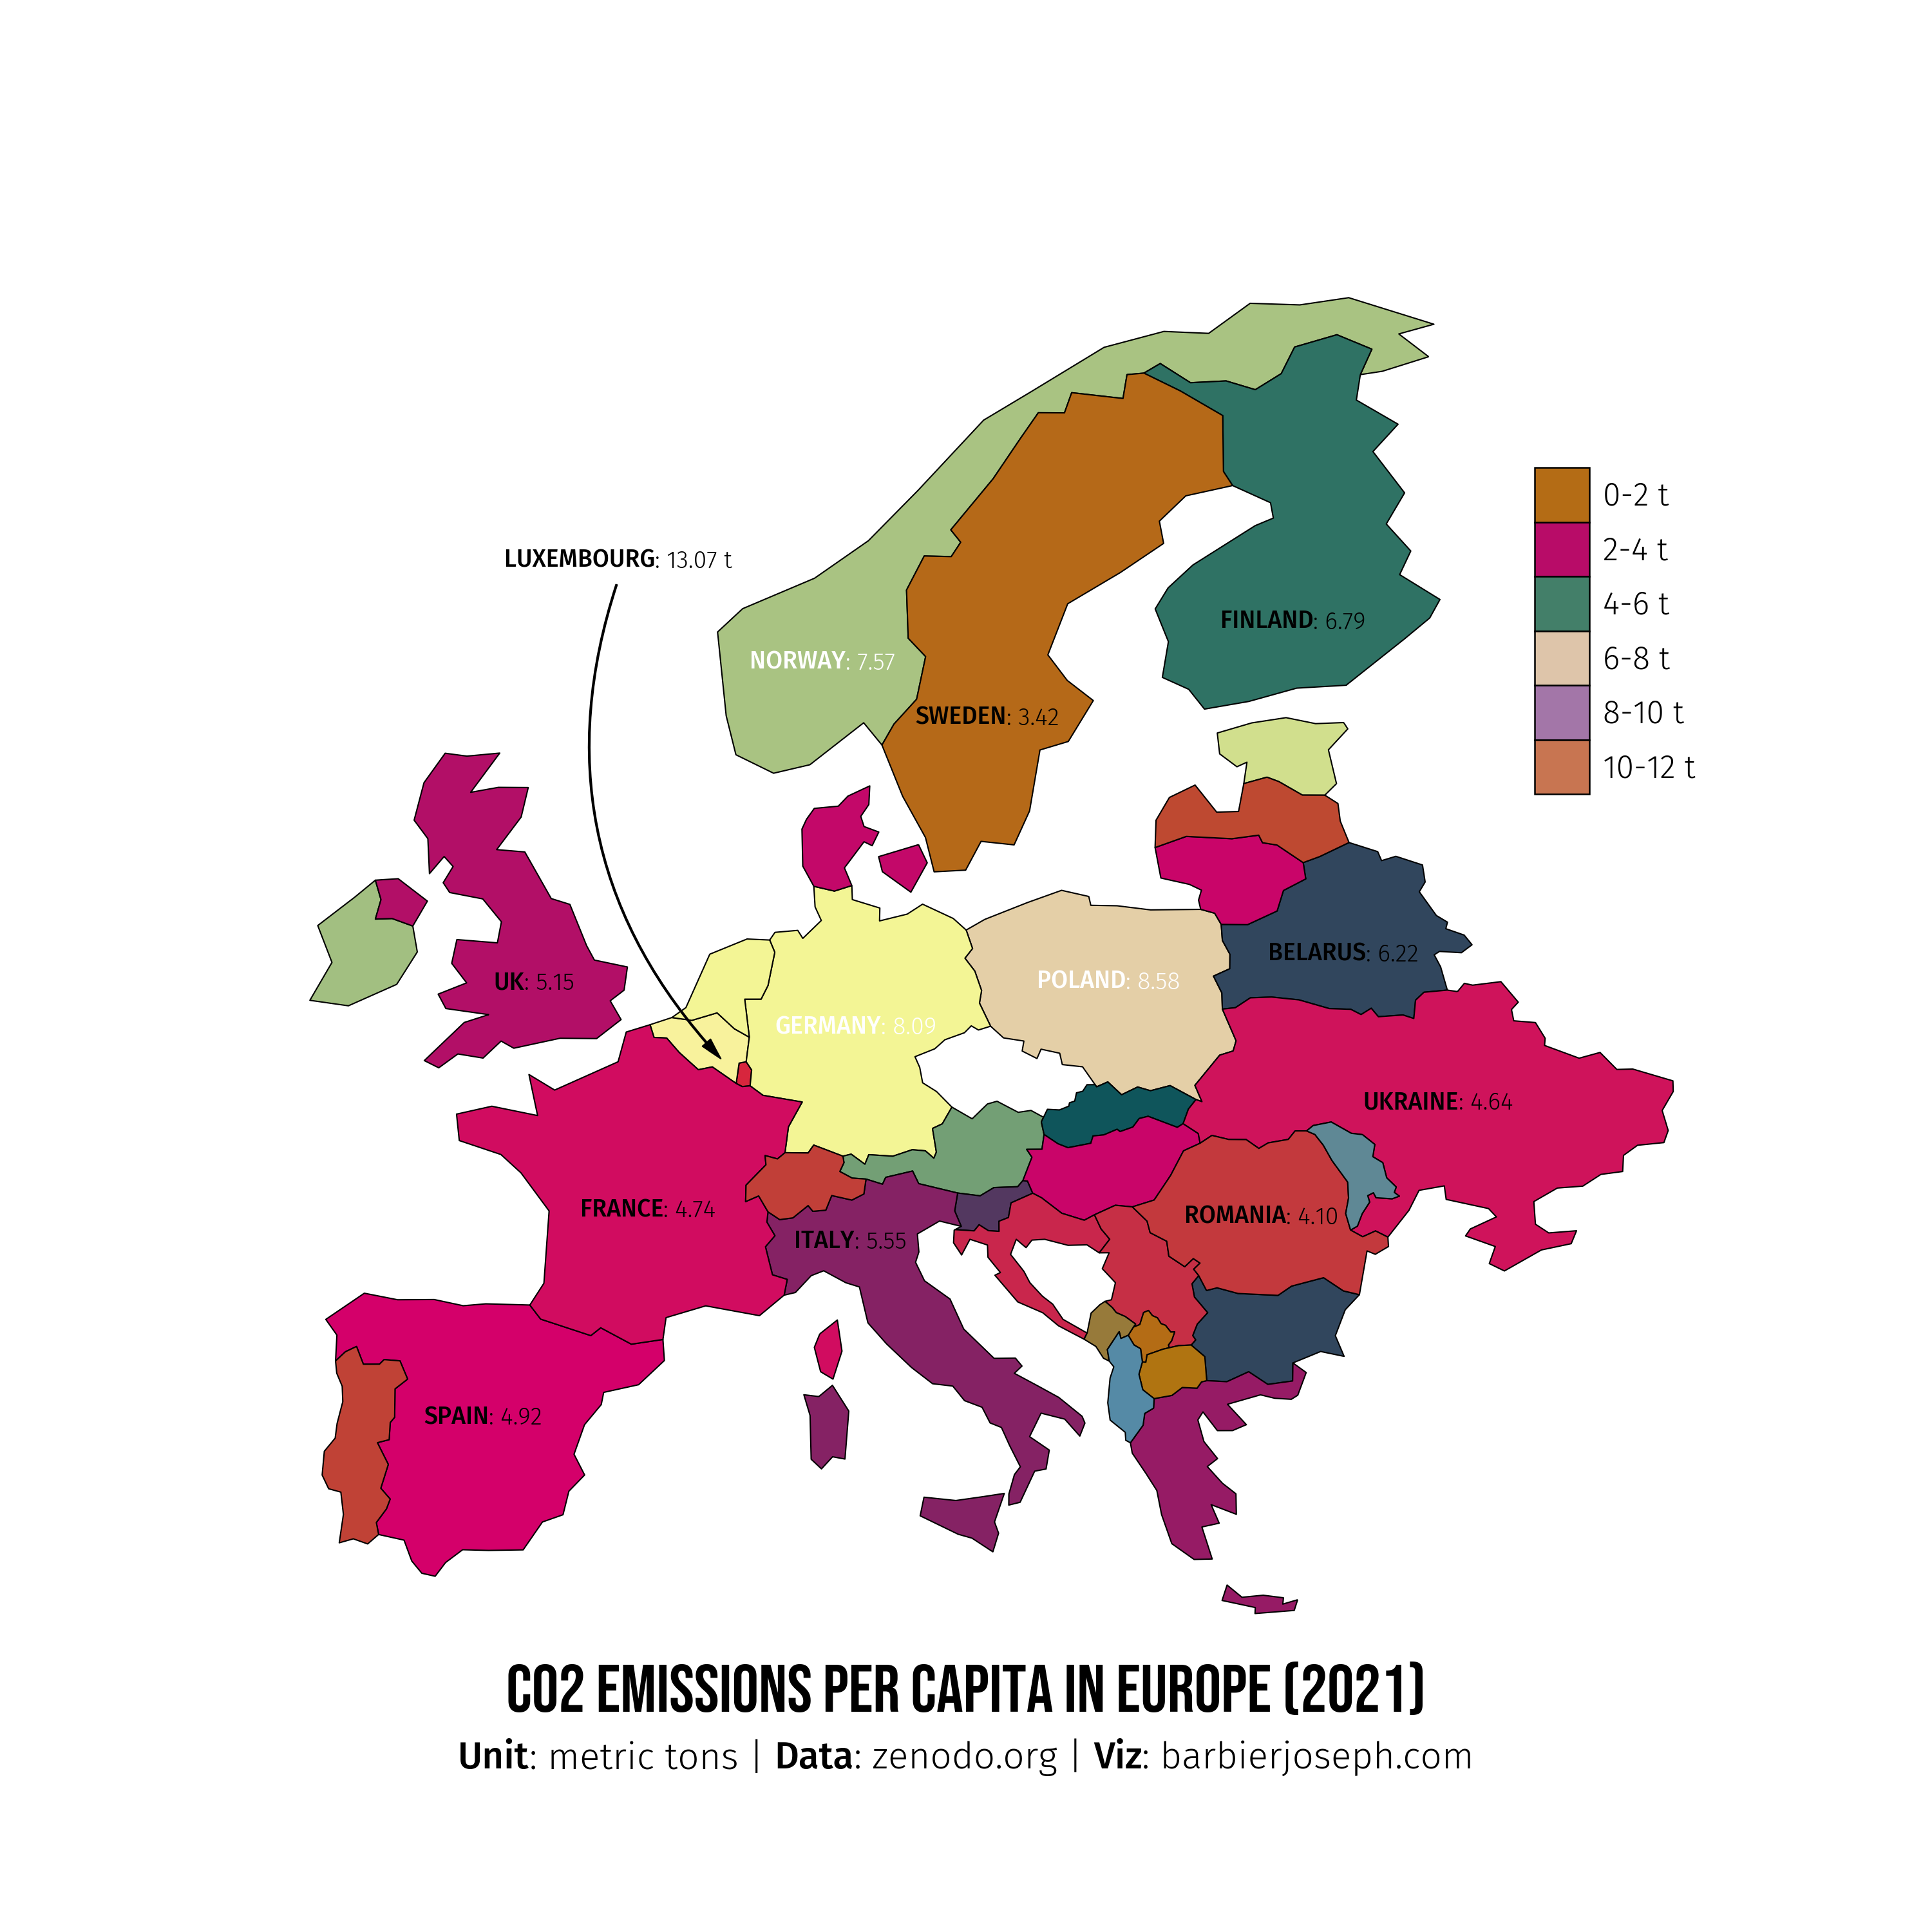 LUXEMBOURG: 13.07 t
NORWAY: 7.57
SWEDEN: 3.42
FINLAND: 6.79
0-2 t
2-4 t
4-6 t
6-8 t
8-10 t
10-12 t
UK: 5.15
BELARUS: 6.22
POLAND: 8.58
GERMANY: 8.09
UKRAINE: 4.64
FRANCE: 4.74
ROMANIA: 4.10
ITALY: 5.55
SPAIN: 4.92
CO2 EMISSIONS PER CAPITA IN EUROPE (2021)
Unit: metric tons | Data: zenodo.org | Viz: barbierjoseph.com